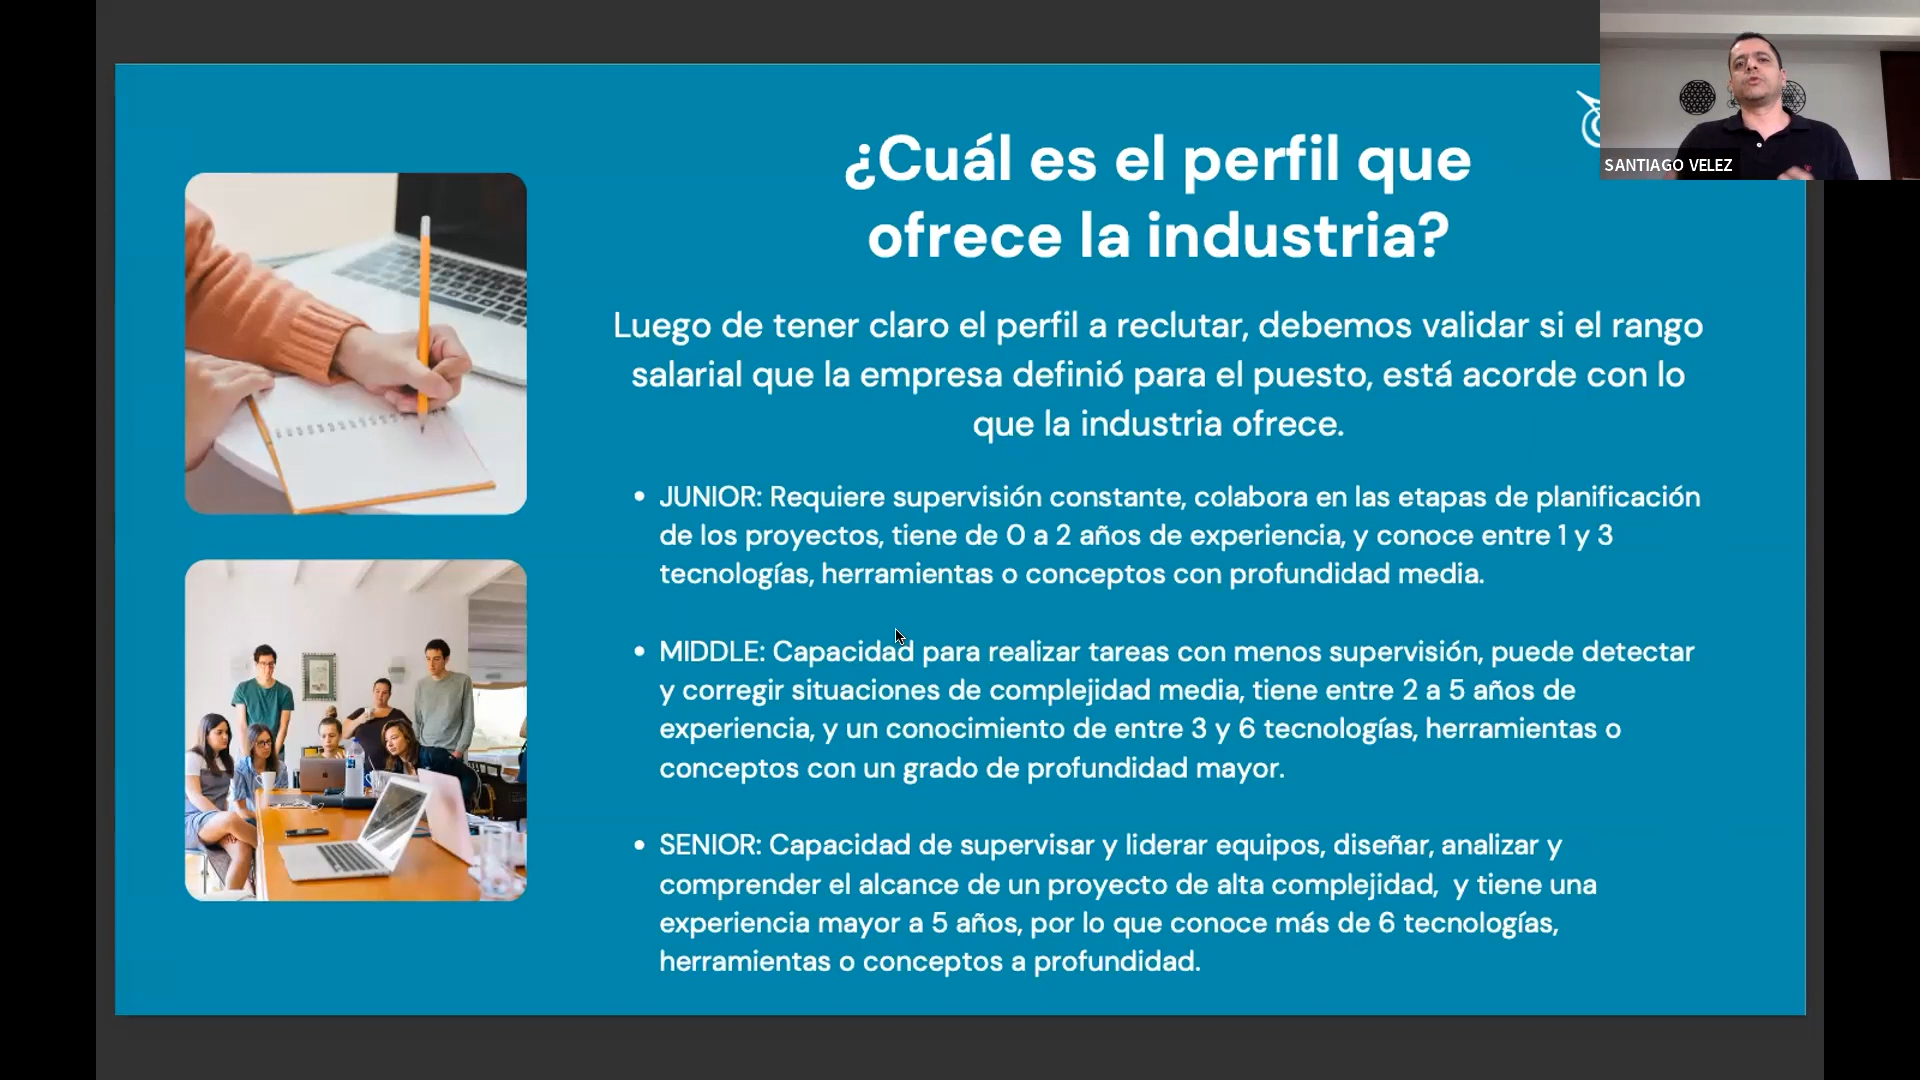 ¿Cuál es el perfil que
ofrece la industria?
SANTIAGO VELEZ
Luego de tener claro el perfil a reclutar, debemos validar si el rango
salarial que la empresa definió para el puesto, está acorde con lo
que la industria ofrece.
• JUNIOR: Requiere supervisión constante, colabora en las etapas de planificación
de los proyectos, tiene de 0 a 2 años de experiencia, y conoce entre 1 y 3
tecnologías, herramientas o conceptos con profundidad media.
• MIDDLE: Capacidad para realizar tareas con menos supervisión, puede detectar
y corregir situaciones de complejidad media, tiene entre 2 a 5 años de
experiencia, y un conocimiento de entre 3 y 6 tecnologías, herramientas o
conceptos con un grado de profundidad mayor.
• SENIOR: Capacidad de supervisar y liderar equipos, diseñar, analizar y
comprender el alcance de un proyecto de alta complejidad,  y tiene una
experiencia mayor a 5 años, por lo que conoce más de 6 tecnologías,
herramientas o conceptos a profundidad.